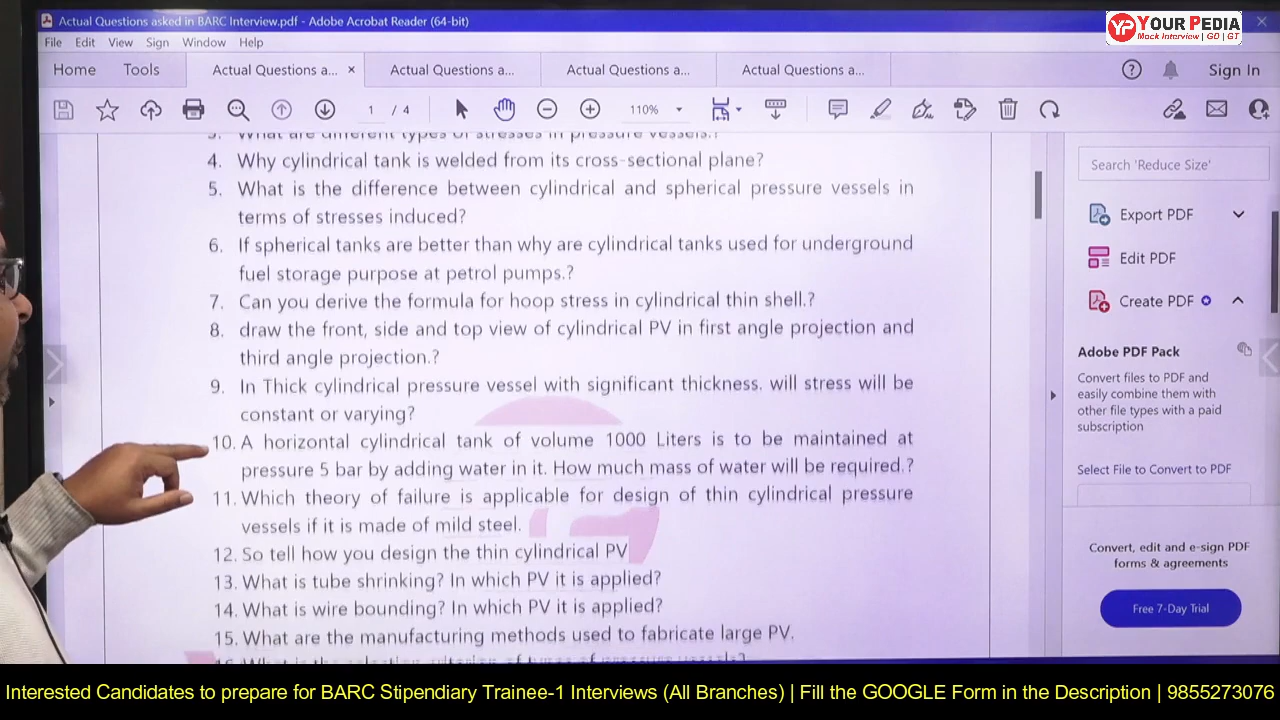 Actual Questions asked in BARC Interview.pdf - Adobe Acrobat Reader (64-bit)
YP YOUR PEDIA
Mock Interview | GD | GT
File Edit View Sign Window Help
Home Tools Actual Questions a... × Actual Questions a... Actual Questions a... Actual Questions a... Sign In
1 / 4 110%
3. What are different types of stresses in pressure vessels.?
4. Why cylindrical tank is welded from its cross-sectional plane?
Search 'Reduce Size'
5. What is the difference between cylindrical and spherical pressure vessels in
terms of stresses induced?
Export PDF
6. If spherical tanks are better than why are cylindrical tanks used for underground
fuel storage purpose at petrol pumps.?
Edit PDF
7. Can you derive the formula for hoop stress in cylindrical thin shell.?
Create PDF
8. draw the front, side and top view of cylindrical PV in first angle projection and
third angle projection.?
Adobe PDF Pack
Convert files to PDF and
easily combine them with
other file types with a paid
subscription
9. In Thick cylindrical pressure vessel with significant thickness. will stress will be
constant or varying?
10. A horizontal cylindrical tank of volume 1000 Liters is to be maintained at
pressure 5 bar by adding water in it. How much mass of water will be required.?
Select File to Convert to PDF
11. Which theory of failure is applicable for design of thin cylindrical pressure
vessels if it is made of mild steel.
12. So tell how you design the thin cylindrical PV
Convert, edit and e-sign PDF
forms & agreements
13. What is tube shrinking? In which PV it is applied?
14. What is wire bounding? In which PV it is applied?
Free 7-Day Trial
15. What are the manufacturing methods used to fabricate large PV.
Interested Candidates to prepare for BARC Stipendiary Trainee-1 Interviews (All Branches) | Fill the GOOGLE Form in the Description | 9855273076